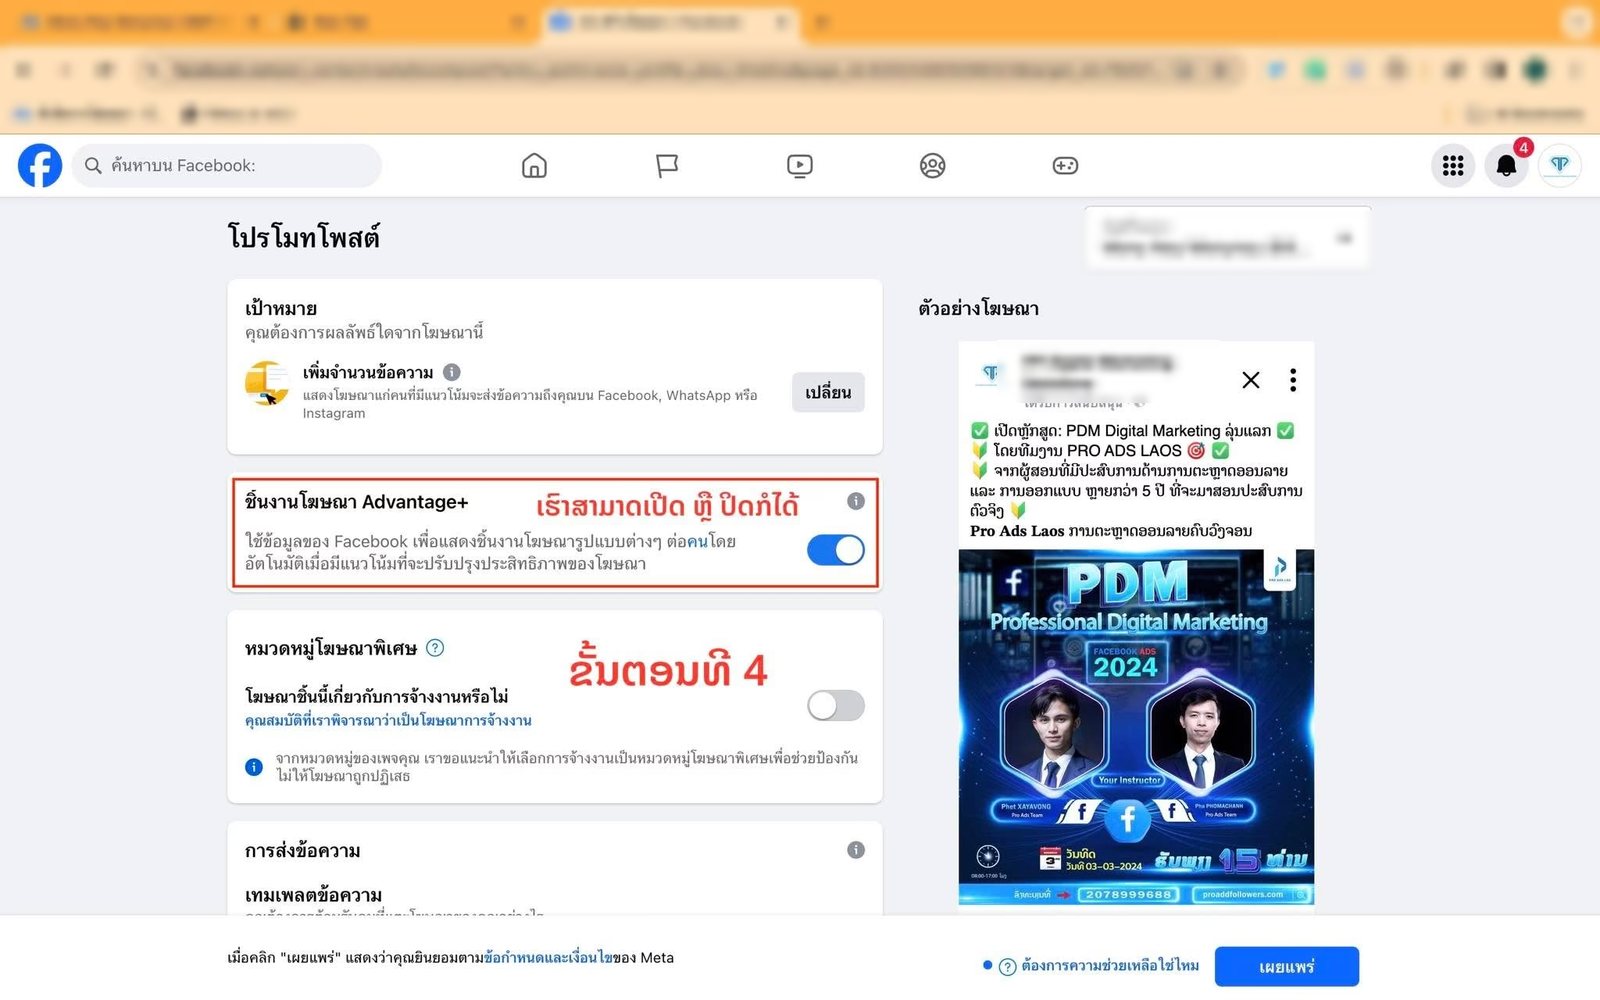 ค้นหาบน Facebook:
4
โปรโมทโพสต์
เป้าหมาย
คุณต้องการผลลัพธ์ใดจากโฆษณานี้
เพิ่มจำนวนข้อความ
แสดงโฆษณาแก่คนที่มีแนวโน้มจะส่งข้อความถึงคุณบน Facebook, WhatsApp หรือ
Instagram
เปลี่ยน
ชิ้นงานโฆษณา Advantage+
ເຮົາສາມາດເປີດ ຫຼື ປິດກໍໄດ້
ใช้ข้อมูลของ Facebook เพื่อแสดงชิ้นงานโฆษณารูปแบบต่างๆ ต่อคนโดย
อัตโนมัติเมื่อมีแนวโน้มที่จะปรับปรุงประสิทธิภาพของโฆษณา
หมวดหมู่โฆษณาพิเศษ
ຂັ້ນຕອນທີ 4
โฆษณาชิ้นนี้เกี่ยวกับการจ้างงานหรือไม่
คุณสมบัติที่เราพิจารณาว่าเป็นโฆษณาการจ้างงาน
จากหมวดหมู่ของเพจคุณ เราขอแนะนำให้เลือกการจ้างงานเป็นหมวดหมู่โฆษณาพิเศษเพื่อช่วยป้องกัน
ไม่ให้โฆษณาถูกปฏิเสธ
การส่งข้อความ
เทมเพลตข้อความ
เมื่อคลิก "เผยแพร่" แสดงว่าคุณยินยอมตามข้อกำหนดและเงื่อนไขของ Meta
ต้องการความช่วยเหลือใช่ไหม
เผยแพร่
ตัวอย่างโฆษณา
✅ ເປີດຫຼັກສູດ: PDM Digital Marketing ລຸ່ນແລກ ✅
🔰 ໂດຍທີມງານ PRO ADS LAOS 🎯 ✅
🔰 ຈາກຜູ້ສອນທີ່ມີປະສົບການດ້ານການຕະຫຼາດອອນລາຍ
ແລະ ການອອກແບບ ຫຼາຍກວ່າ 5 ປີ ທີ່ຈະມາສອນປະສົບການ
ຕົວຈິງ 🔰
Pro Ads Laos ການຕະຫຼາດອອນລາຍຄົບວົງຈອນ
PDM
PRO ADS LAO
Professional Digital Marketing
FACEBOOK ADS
2024
Your Instructor
Phet XAYAVONG
Pro Ads Team
Pha PHOMACHANH
Pro Ads Team
3
ວັນທິດ
ວັນທີ 03-03-2024
ຮັບພຽງ 15 ທ່ານ
2078999688
proaddfollowers.com